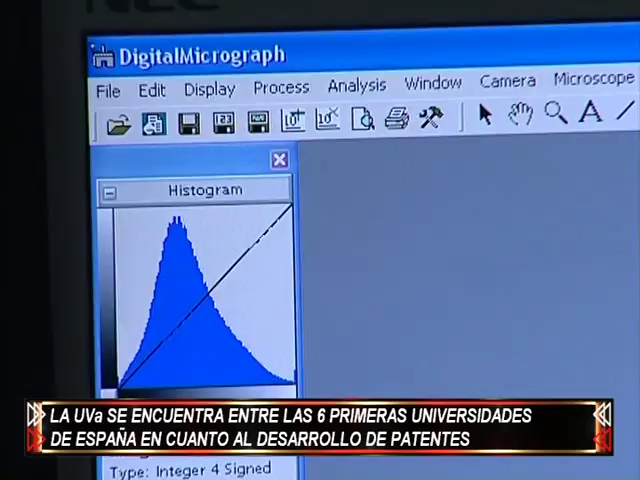 NEC
DigitalMicrograph
File Edit Display Process Analysis Window Camera Microscope
Histogram
LA UVa SE ENCUENTRA ENTRE LAS 6 PRIMERAS UNIVERSIDADES
DE ESPAÑA EN CUANTO AL DESARROLLO DE PATENTES
Type: Integer 4 Signed